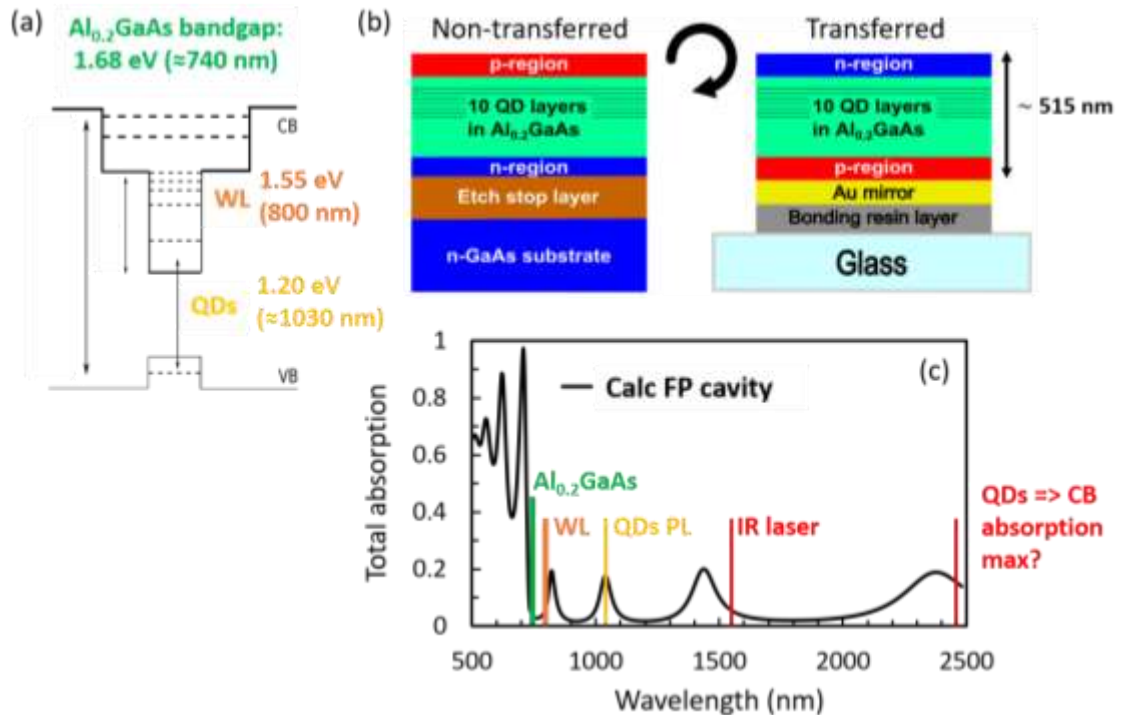 (a)
Al0.2GaAs bandgap:
1.68 eV (≈740 nm)
CB
WL
1.55 eV
(800 nm)
QDs
1.20 eV
(≈1030 nm)
VB
(b)
Non-transferred
p-region
10 QD layers
in Al0.2GaAs
n-region
Etch stop layer
n-GaAs substrate
Transferred
n-region
10 QD layers
in Al0.2GaAs
p-region
Au mirror
Bonding resin layer
Glass
~ 515 nm
(c)
Calc FP cavity
Total absorption
1
0.8
0.6
0.4
0.2
0
Al0.2GaAs
WL
QDs PL
IR laser
QDs => CB
absorption
max?
500
1000
1500
2000
2500
Wavelength (nm)